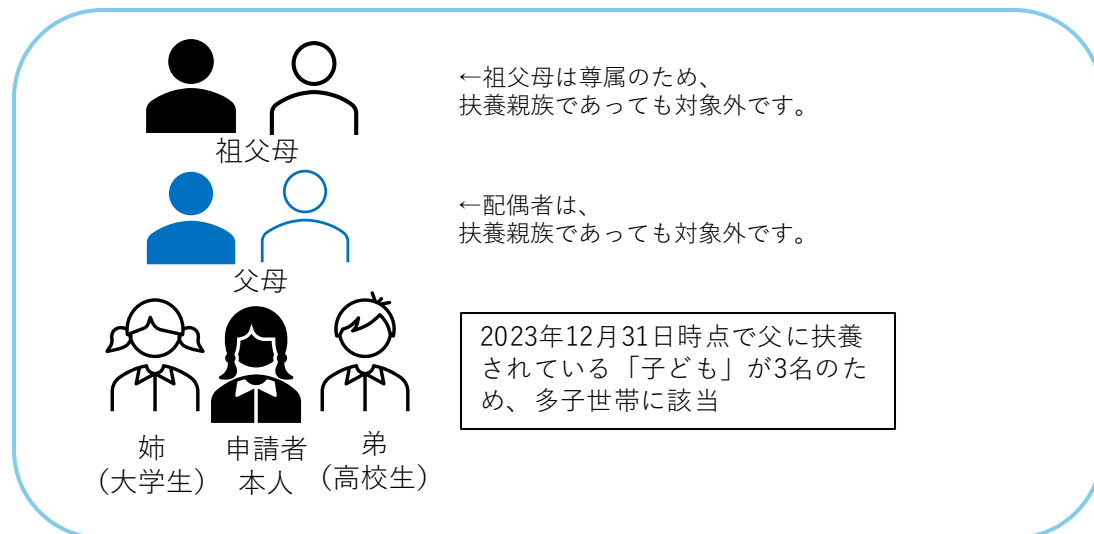 ←祖父母は尊属のため、
扶養親族であっても対象外です。
祖父母
←配偶者は、
扶養親族であっても対象外です。
父母
2023年12月31日時点で父に扶養
されている「子ども」が3名のた
め、多子世帯に該当
姉
(大学生)
申請者
本人
弟
(高校生)